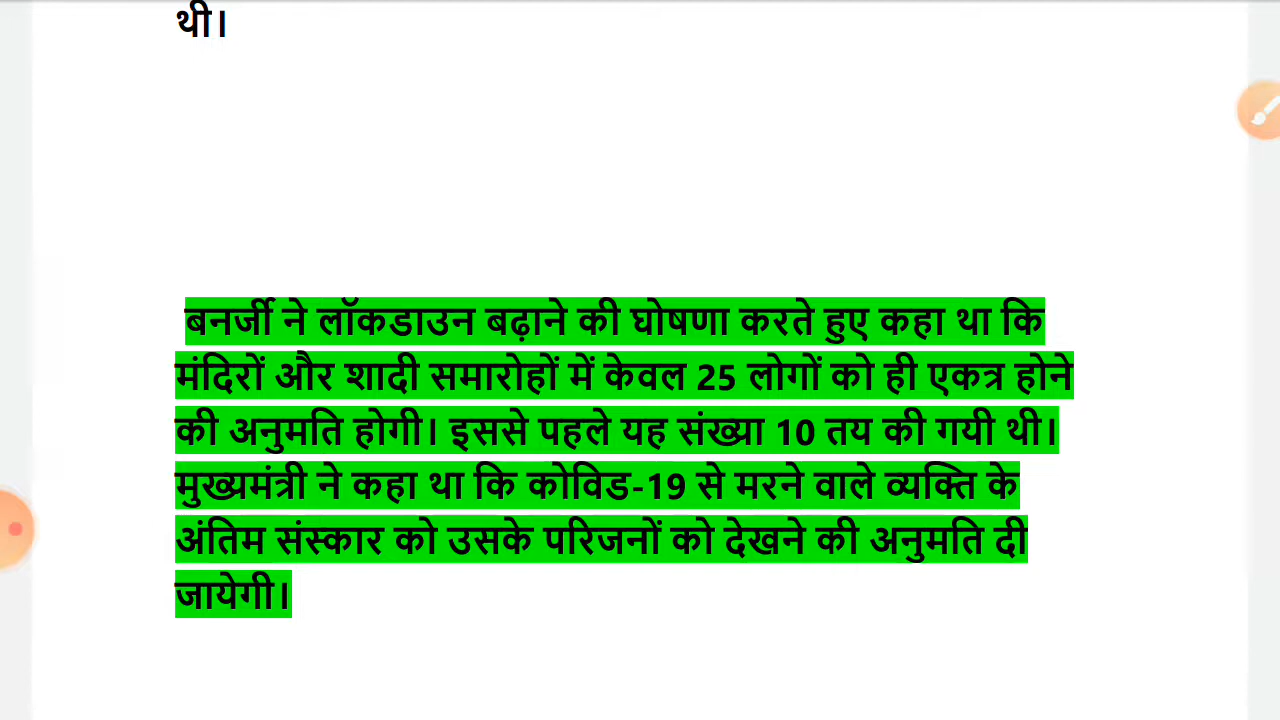 थी।
बनर्जी ने लॉकडाउन बढ़ाने की घोषणा करते हुए कहा था कि
मंदिरों और शादी समारोहों में केवल 25 लोगों को ही एकत्र होने
की अनुमति होगी। इससे पहले यह संख्या 10 तय की गयी थी।
मुख्यमंत्री ने कहा था कि कोविड-19 से मरने वाले व्यक्ति के
अंतिम संस्कार को उसके परिजनों को देखने की अनुमति दी
जायेगी।